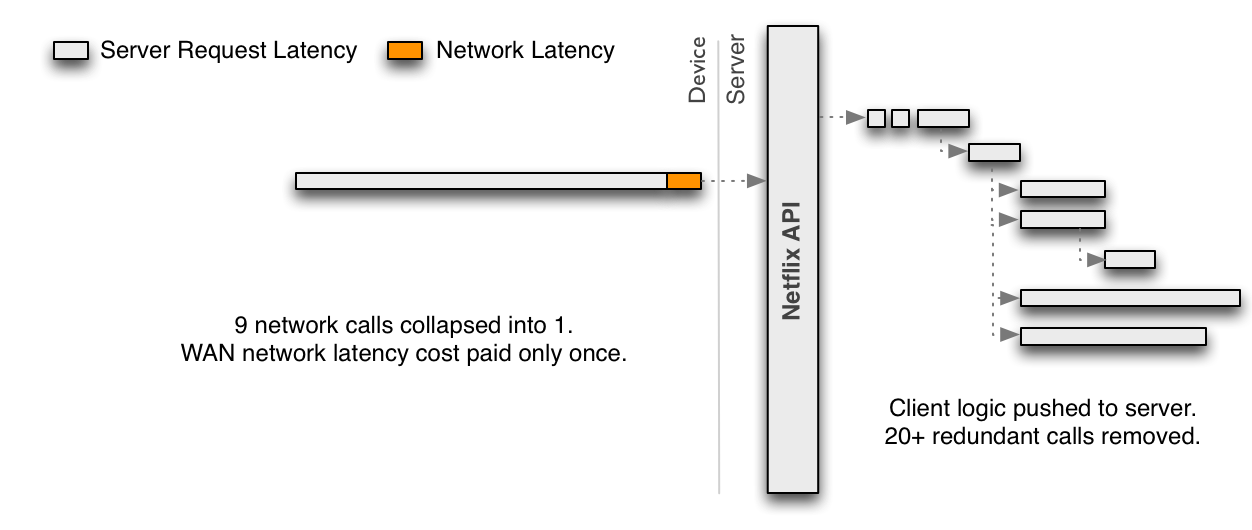 Server Request Latency
Network Latency
Device
Server
Netflix API
9 network calls collapsed into 1.
WAN network latency cost paid only once.
Client logic pushed to server.
20+ redundant calls removed.